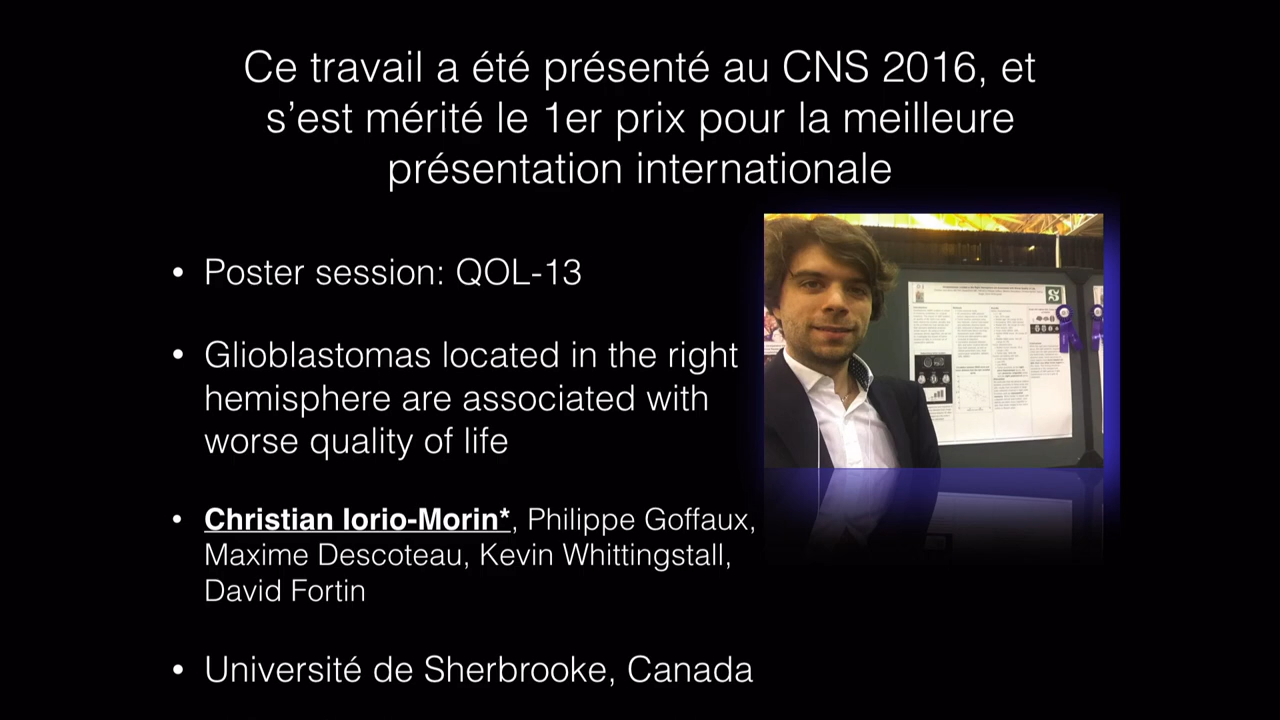 Ce travail a été présenté au CNS 2016, et
s’est mérité le 1er prix pour la meilleure
présentation internationale
• Poster session: QOL-13
• Glioblastomas located in the right
hemisphere are associated with
worse quality of life
• Christian Iorio-Morin*, Philippe Goffaux,
Maxime Descoteau, Kevin Whittingstall,
David Fortin
• Université de Sherbrooke, Canada